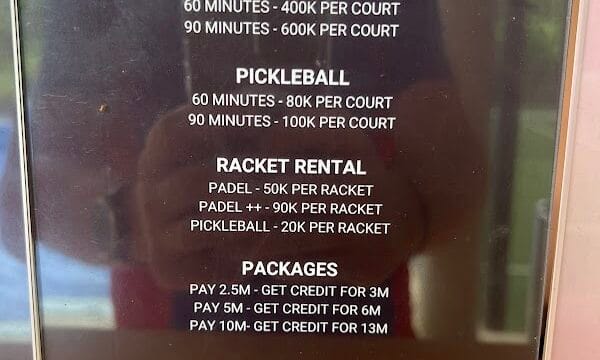 60 MINUTES - 400K PER COURT
90 MINUTES - 600K PER COURT
PICKLEBALL
60 MINUTES - 80K PER COURT
90 MINUTES - 100K PER COURT
RACKET RENTAL
PADEL - 50K PER RACKET
PADEL ++ - 90K PER RACKET
PICKLEBALL - 20K PER RACKET
PACKAGES
PAY 2.5M - GET CREDIT FOR 3M
PAY 5M - GET CREDIT FOR 6M
PAY 10M- GET CREDIT FOR 13M